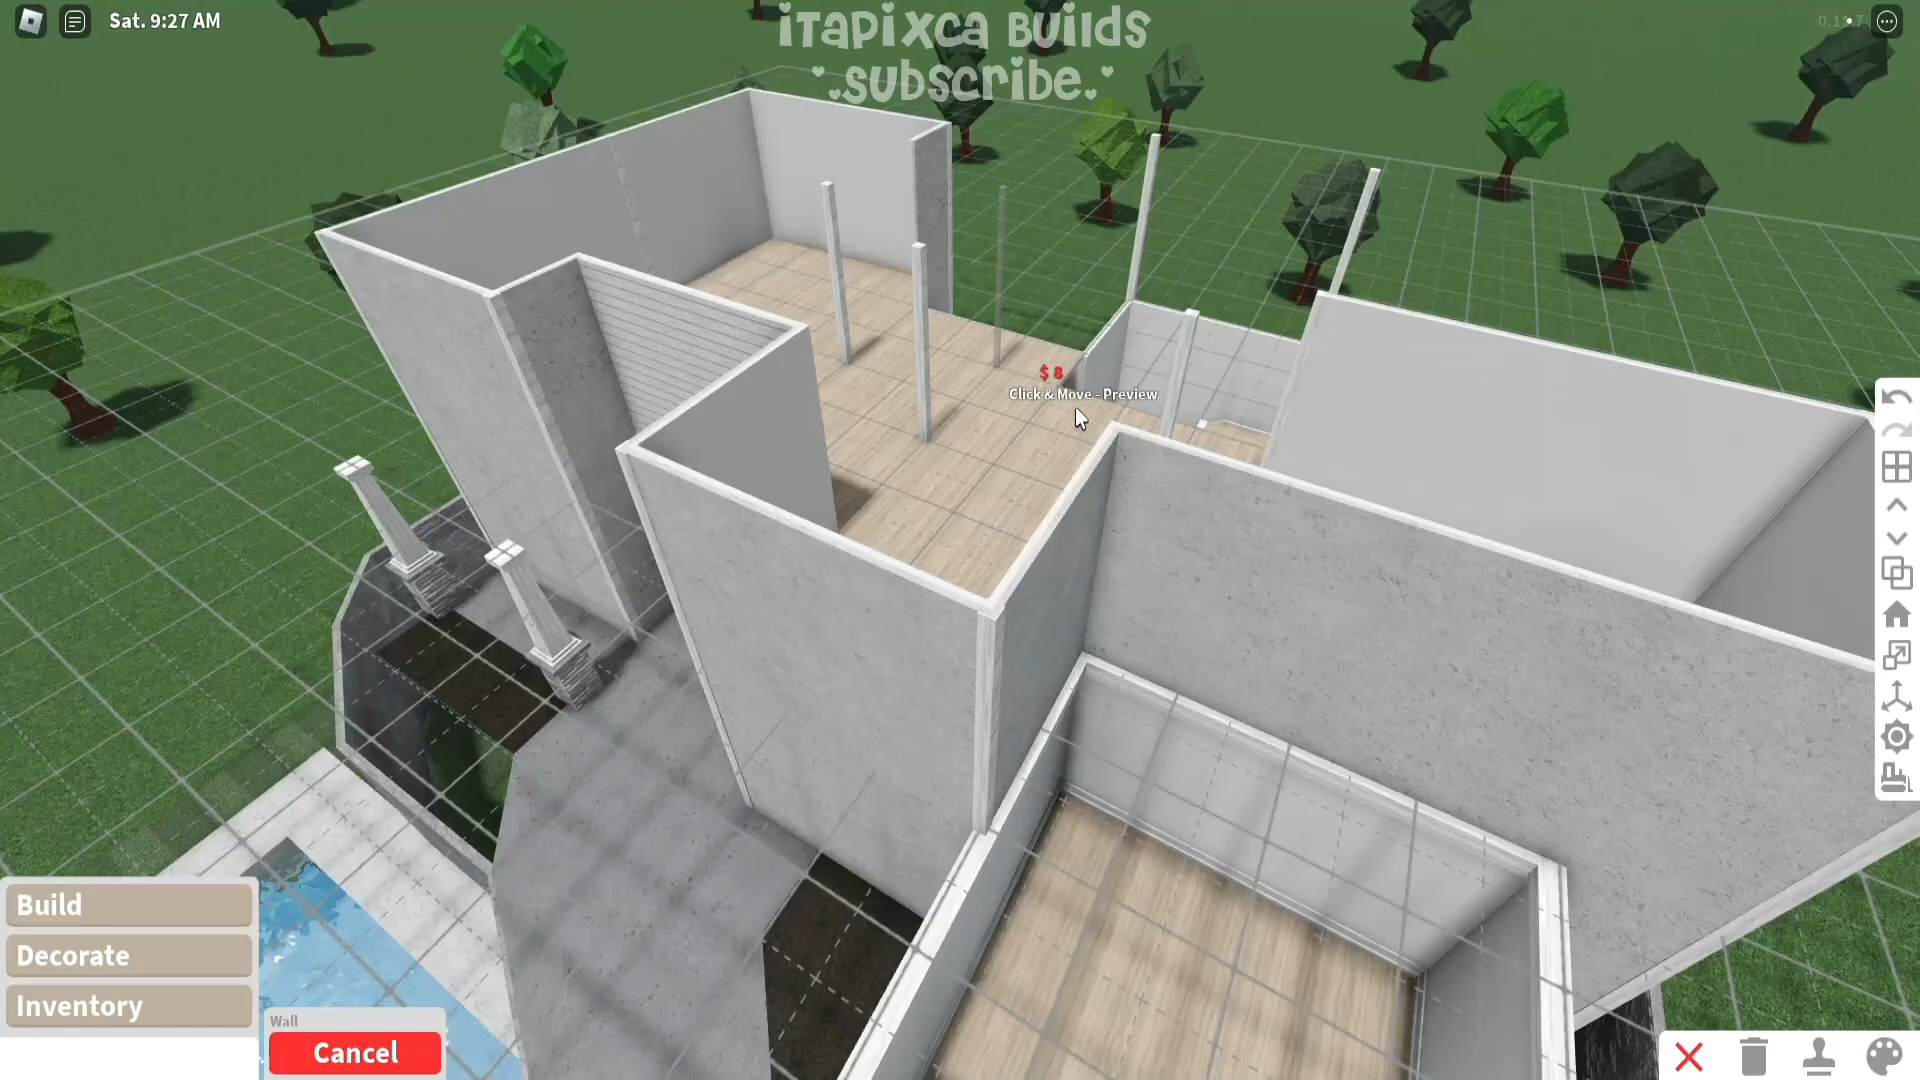 Sat. 9:27 AM
iTapixca Builds
.subscribe.
$ 8
Click & Move - Preview
Build
Decorate
Inventory
Wall
Cancel